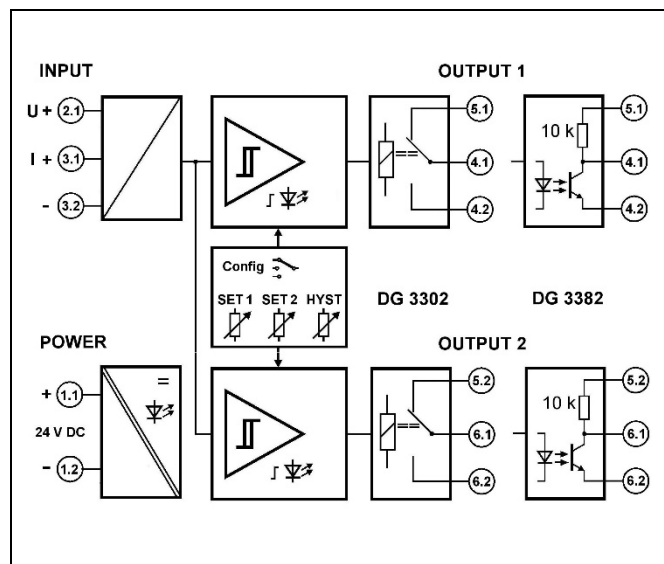 INPUT
OUTPUT 1
U + 2.1
I + 3.1
- 3.2
5.1
4.1
4.2
10 k
5.1
4.1
4.2
Config
SET 1 SET 2 HYST
DG 3302
DG 3382
POWER
OUTPUT 2
+ 1.1
24 V DC
- 1.2
=
5.2
6.1
6.2
10 k
5.2
6.1
6.2